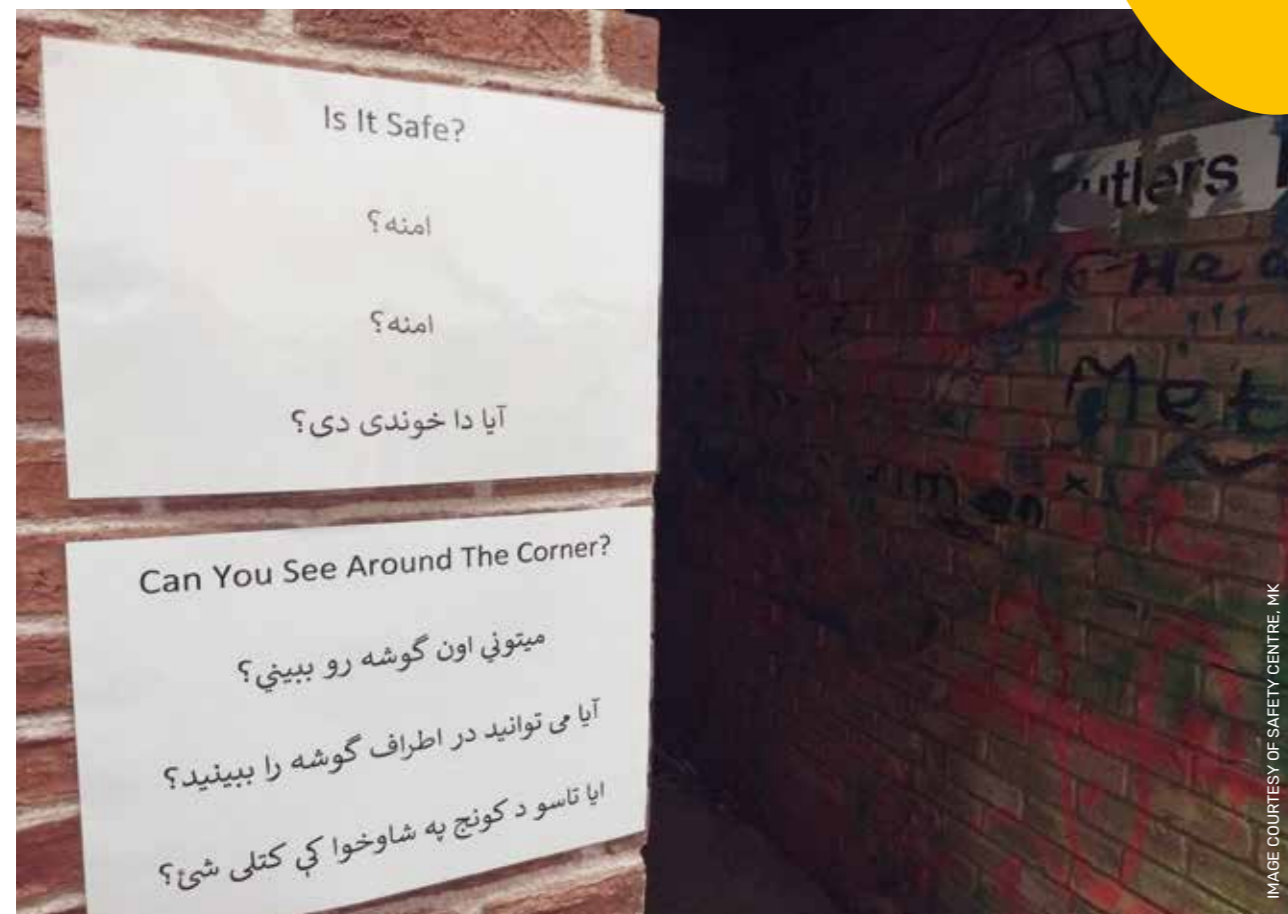 Is It Safe?
امنه؟
امنه؟
آیا دا خوندی دی؟
Can You See Around The Corner?
میتوني اون گوشه رو ببیني؟
آیا می توانید در اطراف گوشه را ببینید؟
ایا تاسو د کونج په شاوخوا کې کتلی شئ؟
utlers
Met
IMAGE COURTESY OF SAFETY CENTRE, MK